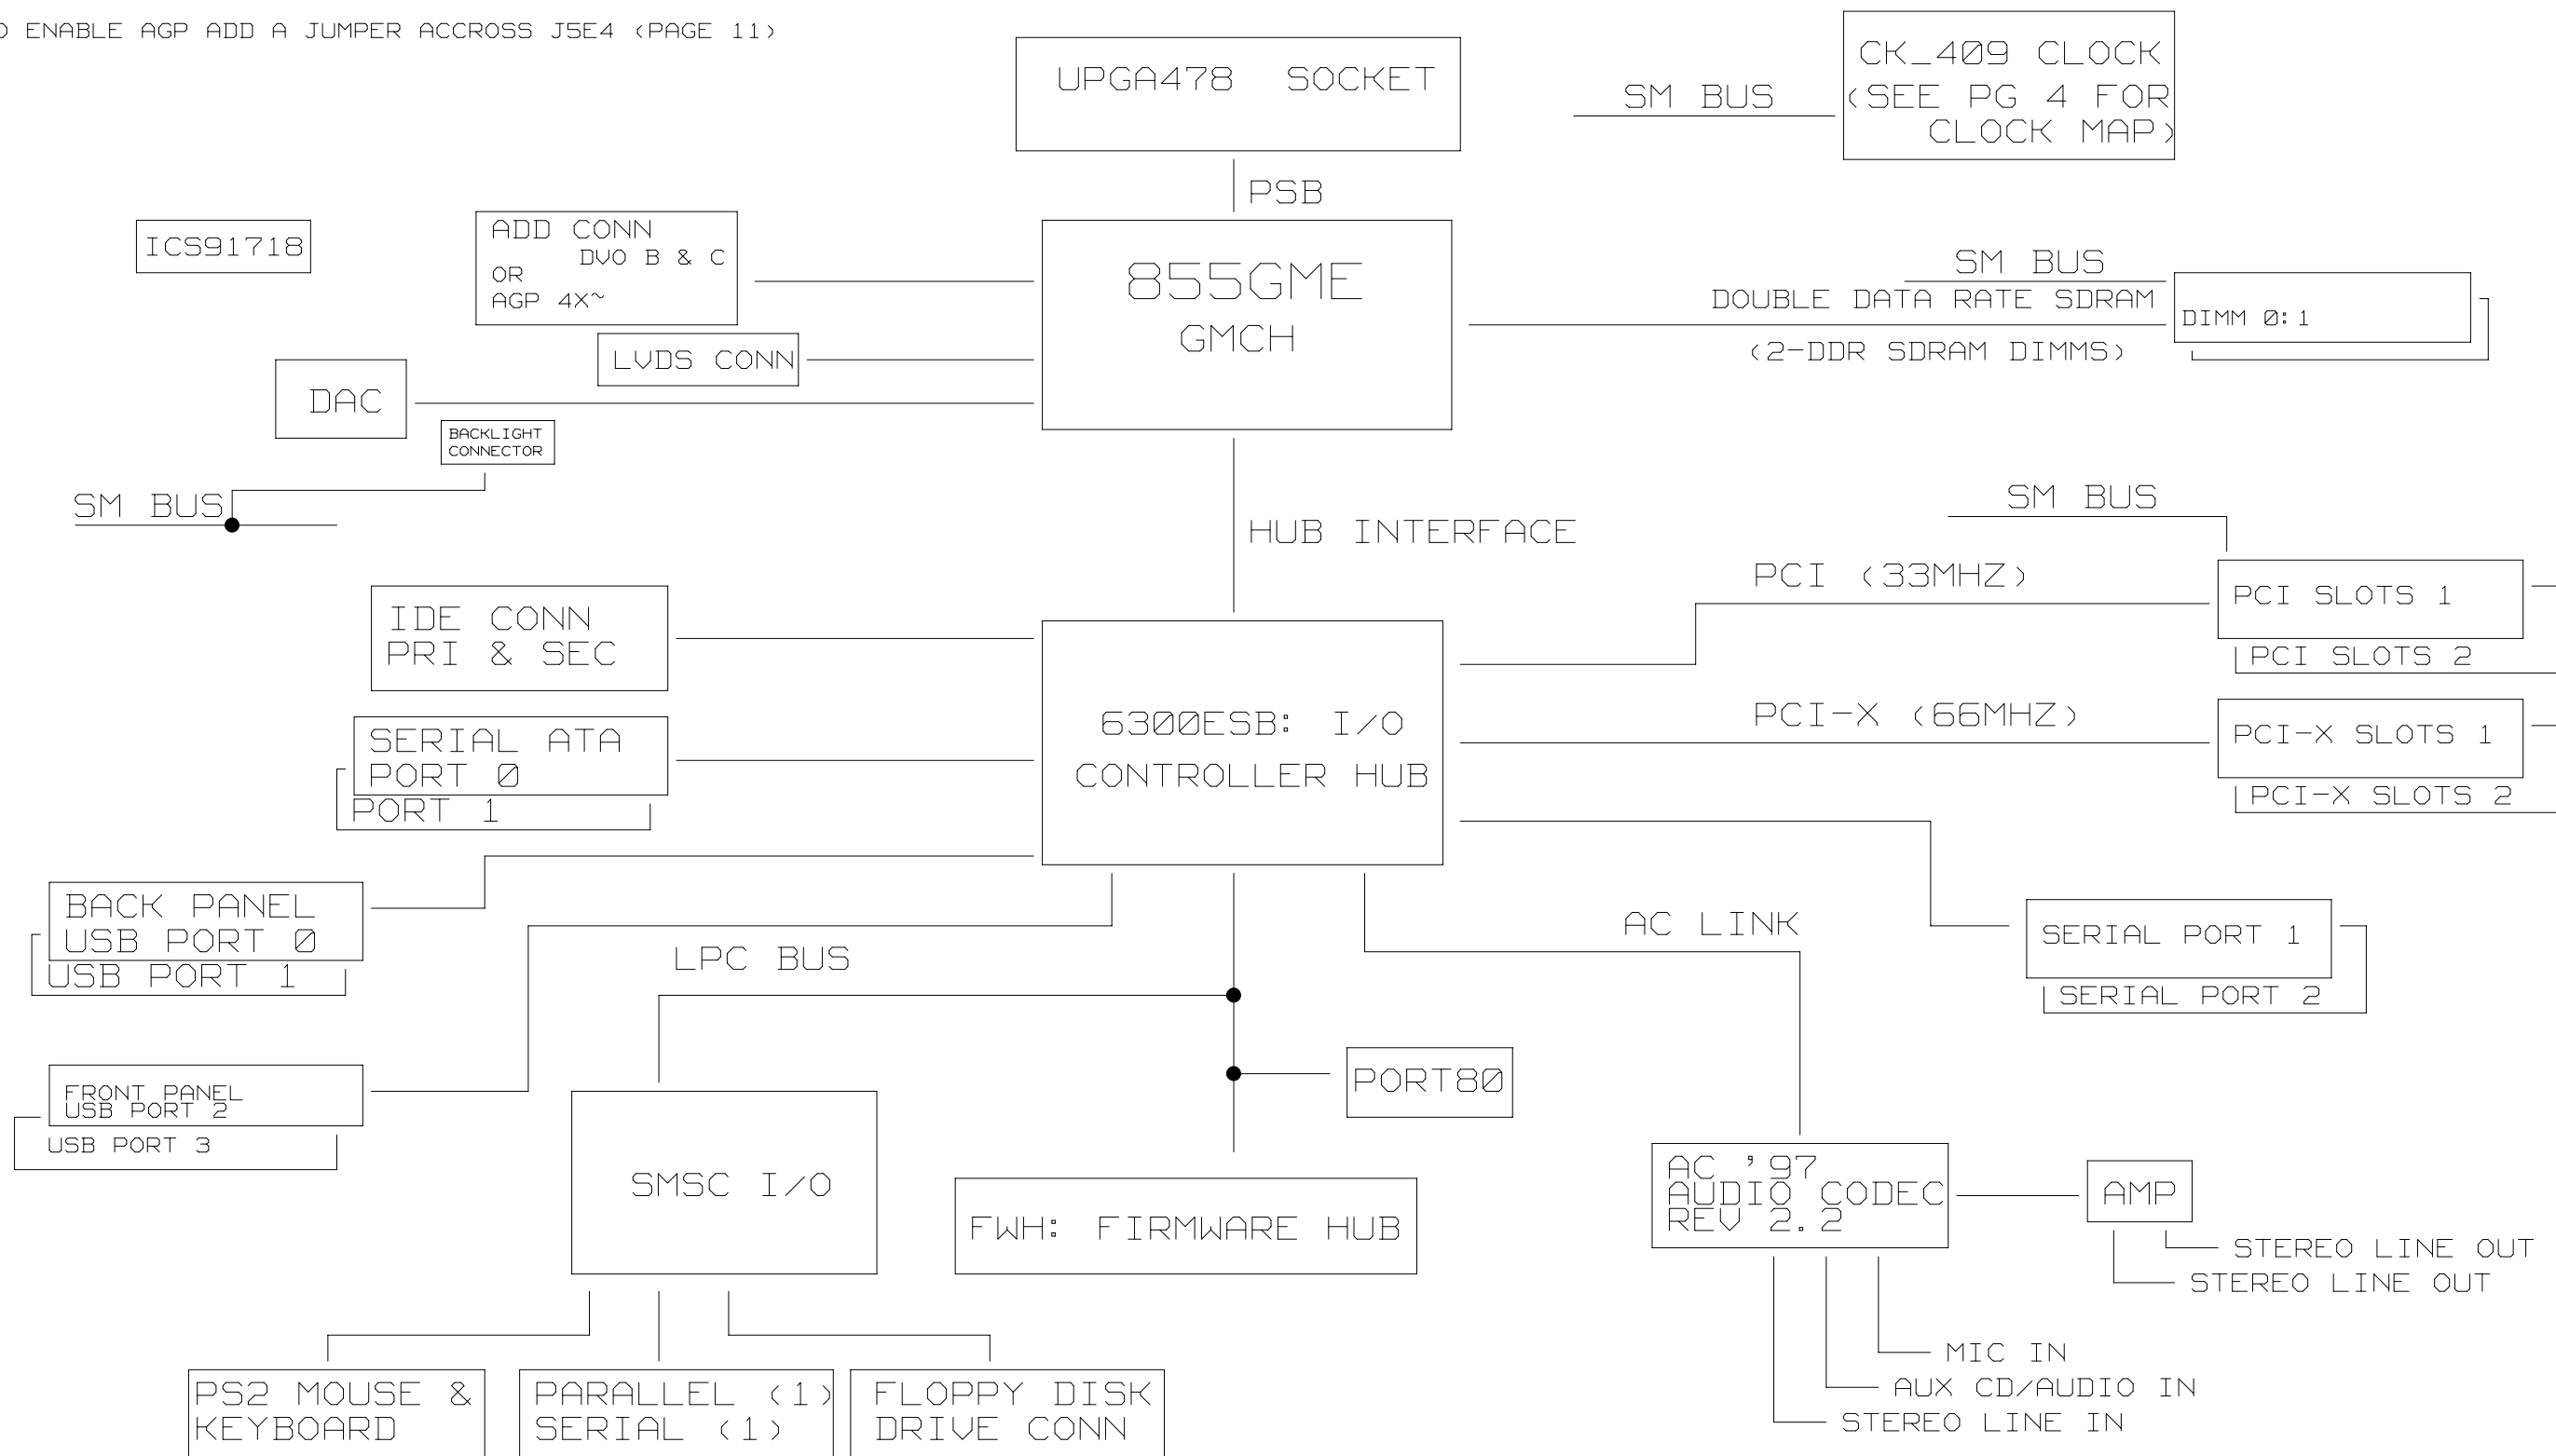 ENABLE AGP ADD A JUMPER ACCROSS J5E4 (PAGE 11)
UPGA478 SOCKET
SM BUS
CK_409 CLOCK
(SEE PG 4 FOR
CLOCK MAP)
PSB
ICS91718
ADD CONN
DVO B & C
OR
AGP 4X~
855GME
GMCH
SM BUS
DOUBLE DATA RATE SDRAM
DIMM 0:1
(2-DDR SDRAM DIMMS)
LVDS CONN
DAC
BACKLIGHT
CONNECTOR
SM BUS
HUB INTERFACE
SM BUS
PCI (33MHZ)
PCI SLOTS 1
PCI SLOTS 2
IDE CONN
PRI & SEC
6300ESB: I/O
CONTROLLER HUB
PCI-X (66MHZ)
PCI-X SLOTS 1
PCI-X SLOTS 2
SERIAL ATA
PORT 0
PORT 1
BACK PANEL
USB PORT 0
USB PORT 1
LPC BUS
AC LINK
SERIAL PORT 1
SERIAL PORT 2
FRONT PANEL
USB PORT 2
USB PORT 3
PORT80
SMSC I/O
FWH: FIRMWARE HUB
AC '97
AUDIO CODEC
REV 2.2
AMP
STEREO LINE OUT
STEREO LINE OUT
MIC IN
AUX CD/AUDIO IN
STEREO LINE IN
PS2 MOUSE &
KEYBOARD
PARALLEL (1)
SERIAL (1)
FLOPPY DISK
DRIVE CONN